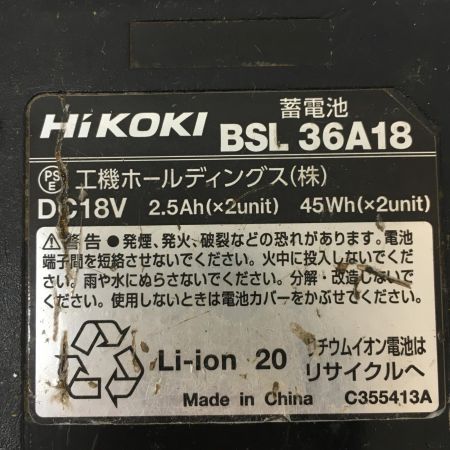 蓄電池
HiKOKI BSL 36A18
PS E 工機ホールディングス(株)
DC18V 2.5Ah(×2unit) 45Wh(×2unit)
⚠警告 ●発煙、発火、破裂などの恐れがあります。電池
端子間を短絡させないでください。火中に投入しないでくだ
さい。雨や水にぬらさないでください。分解・改造しないで
ください。使用しないときは電池カバーをかぶせてください。
Li-ion 20
リチウムイオン電池は
リサイクルへ
Made in China C355413A